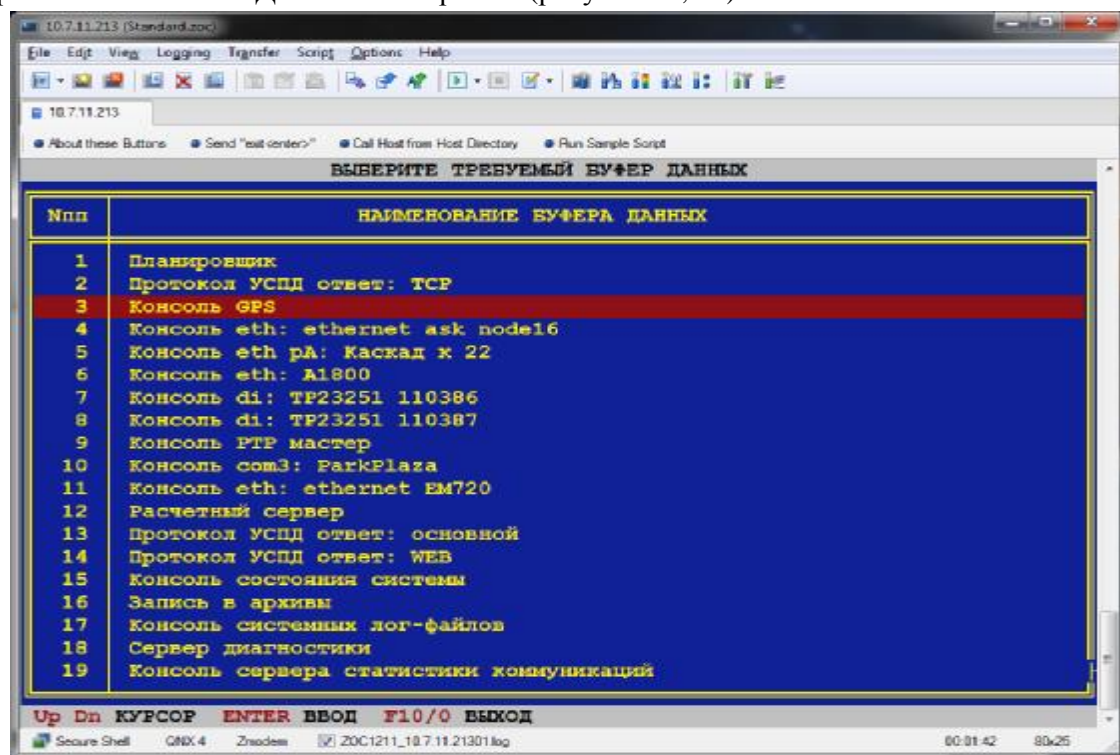 10.7.11.213 (Standard.zoc)
File Edit View Logging Transfer Script Options Help
10.7.11.213
About these Buttons Send "exit<enter>" Call Host from Host Directory Run Sample Script
ВЫБЕРИТЕ ТРЕБУЕМЫЙ БУФЕР ДАННЫХ
Nпп НАИМЕНОВАНИЕ БУФЕРА ДАННЫХ
1 Планировщик
2 Протокол УСПД ответ: TCP
3 Консоль GPS
4 Консоль eth: ethernet ask node16
5 Консоль eth рА: Каскад к 22
6 Консоль eth: A1800
7 Консоль di: TP23251 110386
8 Консоль di: TP23251 110387
9 Консоль PTP мастер
10 Консоль com3: ParkPlaza
11 Консоль eth: ethernet EM720
12 Расчетный сервер
13 Протокол УСПД ответ: основной
14 Протокол УСПД ответ: WEB
15 Консоль состояния системы
16 Запись в архивы
17 Консоль системных лог-файлов
18 Сервер диагностики
19 Консоль сервера статистики коммуникаций
Up Dn КУРСОР ENTER ВВОД F10/0 ВЫХОД
Secure Shell QNX 4 Zmodem ZOC1211_10.7.11.21301.log 00:01:42 80x25